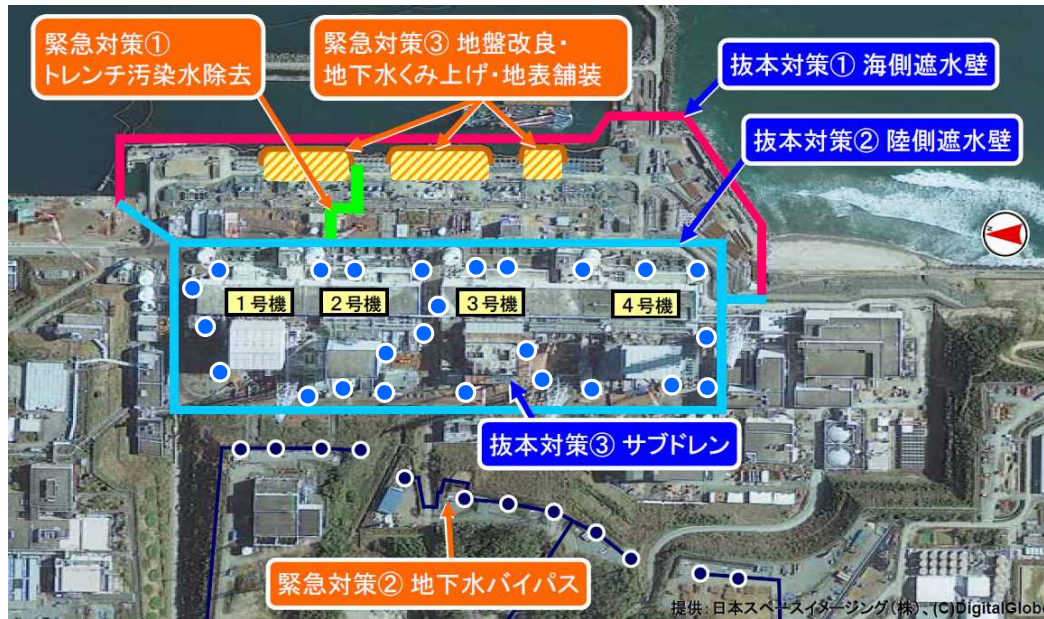 緊急対策①
トレンチ汚染水除去
緊急対策③ 地盤改良・
地下水くみ上げ・地表舗装
抜本対策① 海側遮水壁
抜本対策② 陸側遮水壁
N
1号機
2号機
3号機
4号機
抜本対策③ サブドレン
緊急対策② 地下水バイパス
提供:日本スペースイメージング(株)、(C)DigitalGlobe